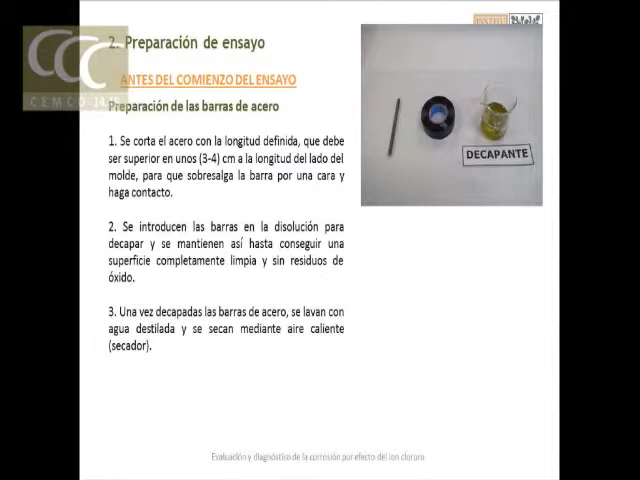 2. Preparación de ensayo
ANTES DEL COMIENZO DEL ENSAYO
Preparación de las barras de acero
1. Se corta el acero con la longitud definida, que debe
ser superior en unos (3-4) cm a la longitud del lado del
molde, para que sobresalga la barra por una cara y
haga contacto.
2. Se introducen las barras en la disolución para
decapar y se mantienen así hasta conseguir una
superficie completamente limpia y sin residuos de
óxido.
3. Una vez decapadas las barras de acero, se lavan con
agua destilada y se secan mediante aire caliente
(secador).
DECAPANTE
Evaluación y diagnóstico de la corrosión por efecto del ion cloruro
CCC
CEMCO